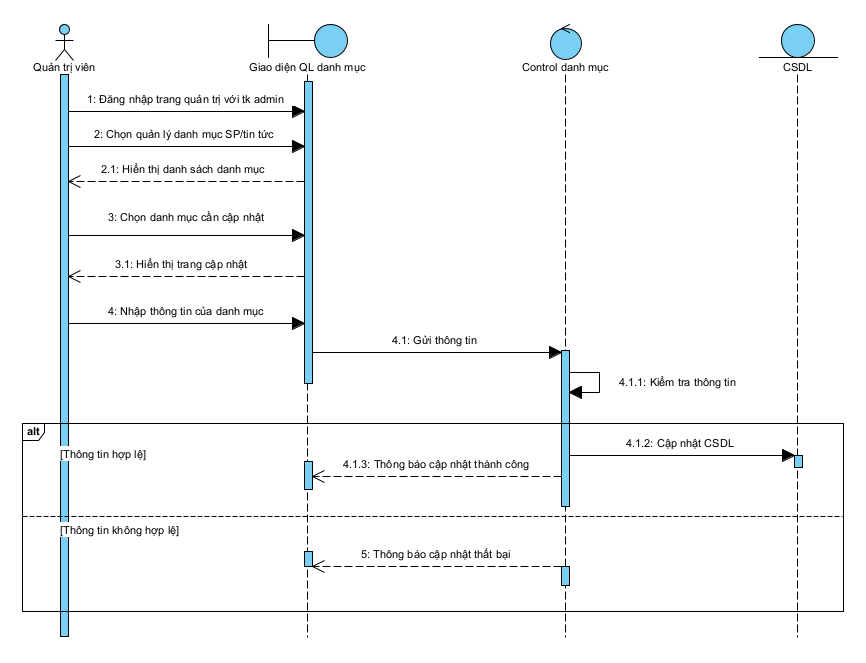 Quản trị viên
Giao diện QL danh mục
Control danh mục
CSDL
1: Đăng nhập trang quản trị với tk admin
2: Chọn quản lý danh mục SP/tin tức
2.1: Hiển thị danh sách danh mục
3: Chọn danh mục cần cập nhật
3.1: Hiển thị trang cập nhật
4: Nhập thông tin của danh mục
4.1: Gửi thông tin
4.1.1: Kiểm tra thông tin
alt
4.1.2: Cập nhật CSDL
[Thông tin hợp lệ]
4.1.3: Thông báo cập nhật thành công
[Thông tin không hợp lệ]
5: Thông báo cập nhật thất bại